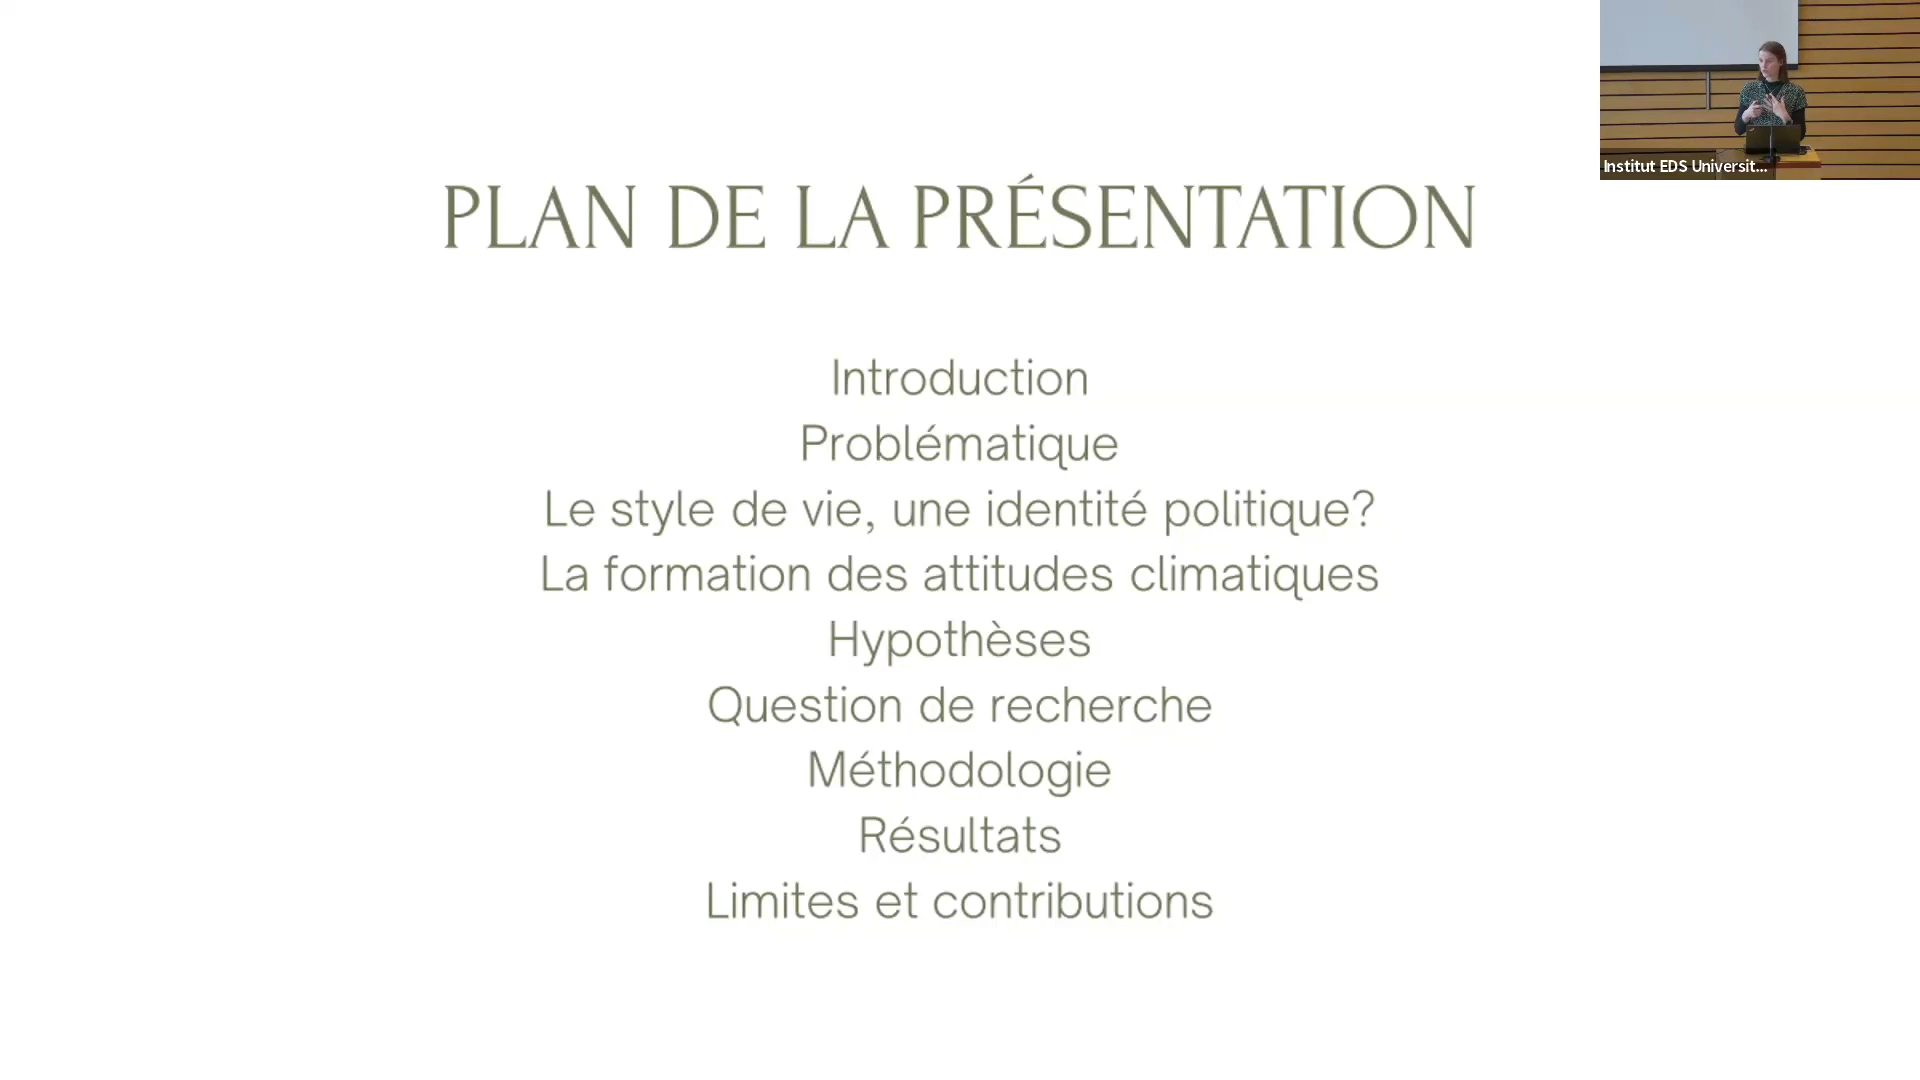 Institut EDS Universit...
PLAN DE LA PRÉSENTATION
Introduction
Problématique
Le style de vie, une identité politique?
La formation des attitudes climatiques
Hypothèses
Question de recherche
Méthodologie
Résultats
Limites et contributions